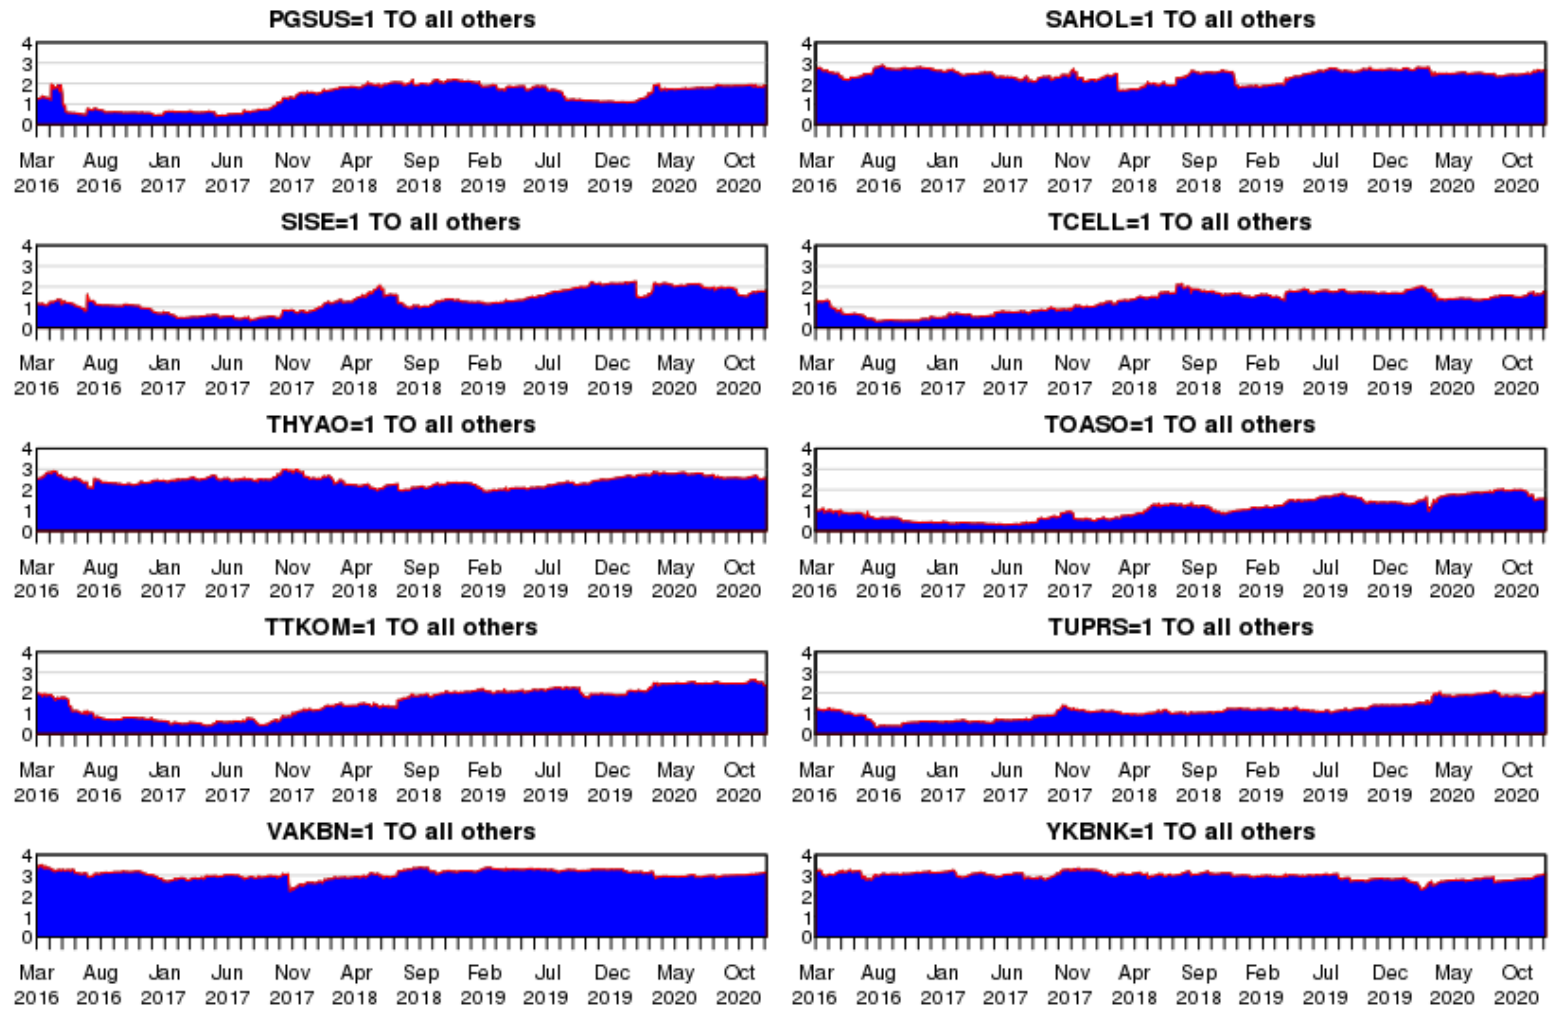 PGSUS=1 TO all others
4
3
2
1
0
Mar Aug Jan Jun Nov Apr Sep Feb Jul Dec May Oct
2016 2016 2017 2017 2017 2018 2018 2019 2019 2019 2020 2020
SAHOL=1 TO all others
4
3
2
1
0
Mar Aug Jan Jun Nov Apr Sep Feb Jul Dec May Oct
2016 2016 2017 2017 2017 2018 2018 2019 2019 2019 2020 2020
SISE=1 TO all others
4
3
2
1
0
Mar Aug Jan Jun Nov Apr Sep Feb Jul Dec May Oct
2016 2016 2017 2017 2017 2018 2018 2019 2019 2019 2020 2020
TCELL=1 TO all others
4
3
2
1
0
Mar Aug Jan Jun Nov Apr Sep Feb Jul Dec May Oct
2016 2016 2017 2017 2017 2018 2018 2019 2019 2019 2020 2020
THYAO=1 TO all others
4
3
2
1
0
Mar Aug Jan Jun Nov Apr Sep Feb Jul Dec May Oct
2016 2016 2017 2017 2017 2018 2018 2019 2019 2019 2020 2020
TOASO=1 TO all others
4
3
2
1
0
Mar Aug Jan Jun Nov Apr Sep Feb Jul Dec May Oct
2016 2016 2017 2017 2017 2018 2018 2019 2019 2019 2020 2020
TTKOM=1 TO all others
4
3
2
1
0
Mar Aug Jan Jun Nov Apr Sep Feb Jul Dec May Oct
2016 2016 2017 2017 2017 2018 2018 2019 2019 2019 2020 2020
TUPRS=1 TO all others
4
3
2
1
0
Mar Aug Jan Jun Nov Apr Sep Feb Jul Dec May Oct
2016 2016 2017 2017 2017 2018 2018 2019 2019 2019 2020 2020
VAKBN=1 TO all others
4
3
2
1
0
Mar Aug Jan Jun Nov Apr Sep Feb Jul Dec May Oct
2016 2016 2017 2017 2017 2018 2018 2019 2019 2019 2020 2020
YKBNK=1 TO all others
4
3
2
1
0
Mar Aug Jan Jun Nov Apr Sep Feb Jul Dec May Oct
2016 2016 2017 2017 2017 2018 2018 2019 2019 2019 2020 2020